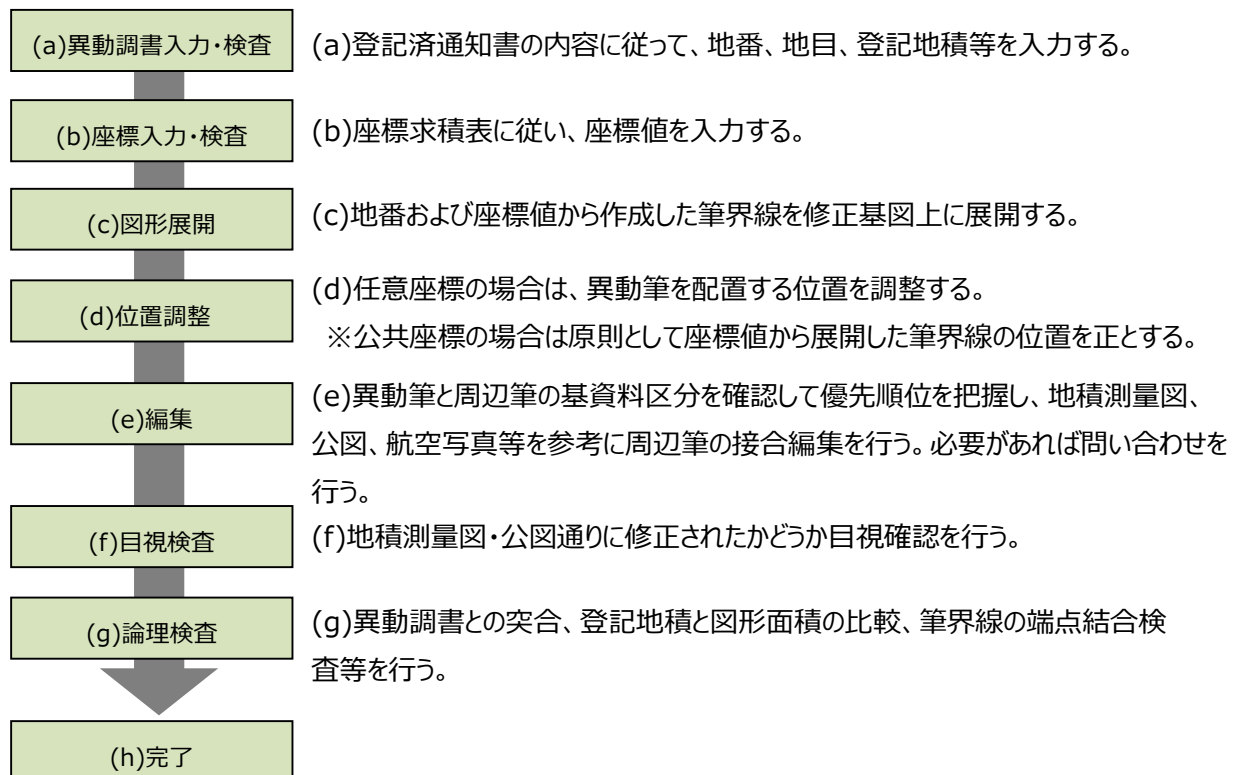 (a)異動調書入力・検査
(a)登記済通知書の内容に従って、地番、地目、登記地積等を入力する。
(b)座標入力・検査
(b)座標求積表に従い、座標値を入力する。
(c)図形展開
(c)地番および座標値から作成した筆界線を修正基図上に展開する。
(d)位置調整
(d)任意座標の場合は、異動筆を配置する位置を調整する。
※公共座標の場合は原則として座標値から展開した筆界線の位置を正とする。
(e)編集
(e)異動筆と周辺筆の基資料区分を確認して優先順位を把握し、地積測量図、
公図、航空写真等を参考に周辺筆の接合編集を行う。必要があれば問い合わせを
行う。
(f)目視検査
(f)地積測量図・公図通りに修正されたかどうか目視確認を行う。
(g)論理検査
(g)異動調書との突合、登記地積と図形面積の比較、筆界線の端点結合検
査等を行う。
(h)完了